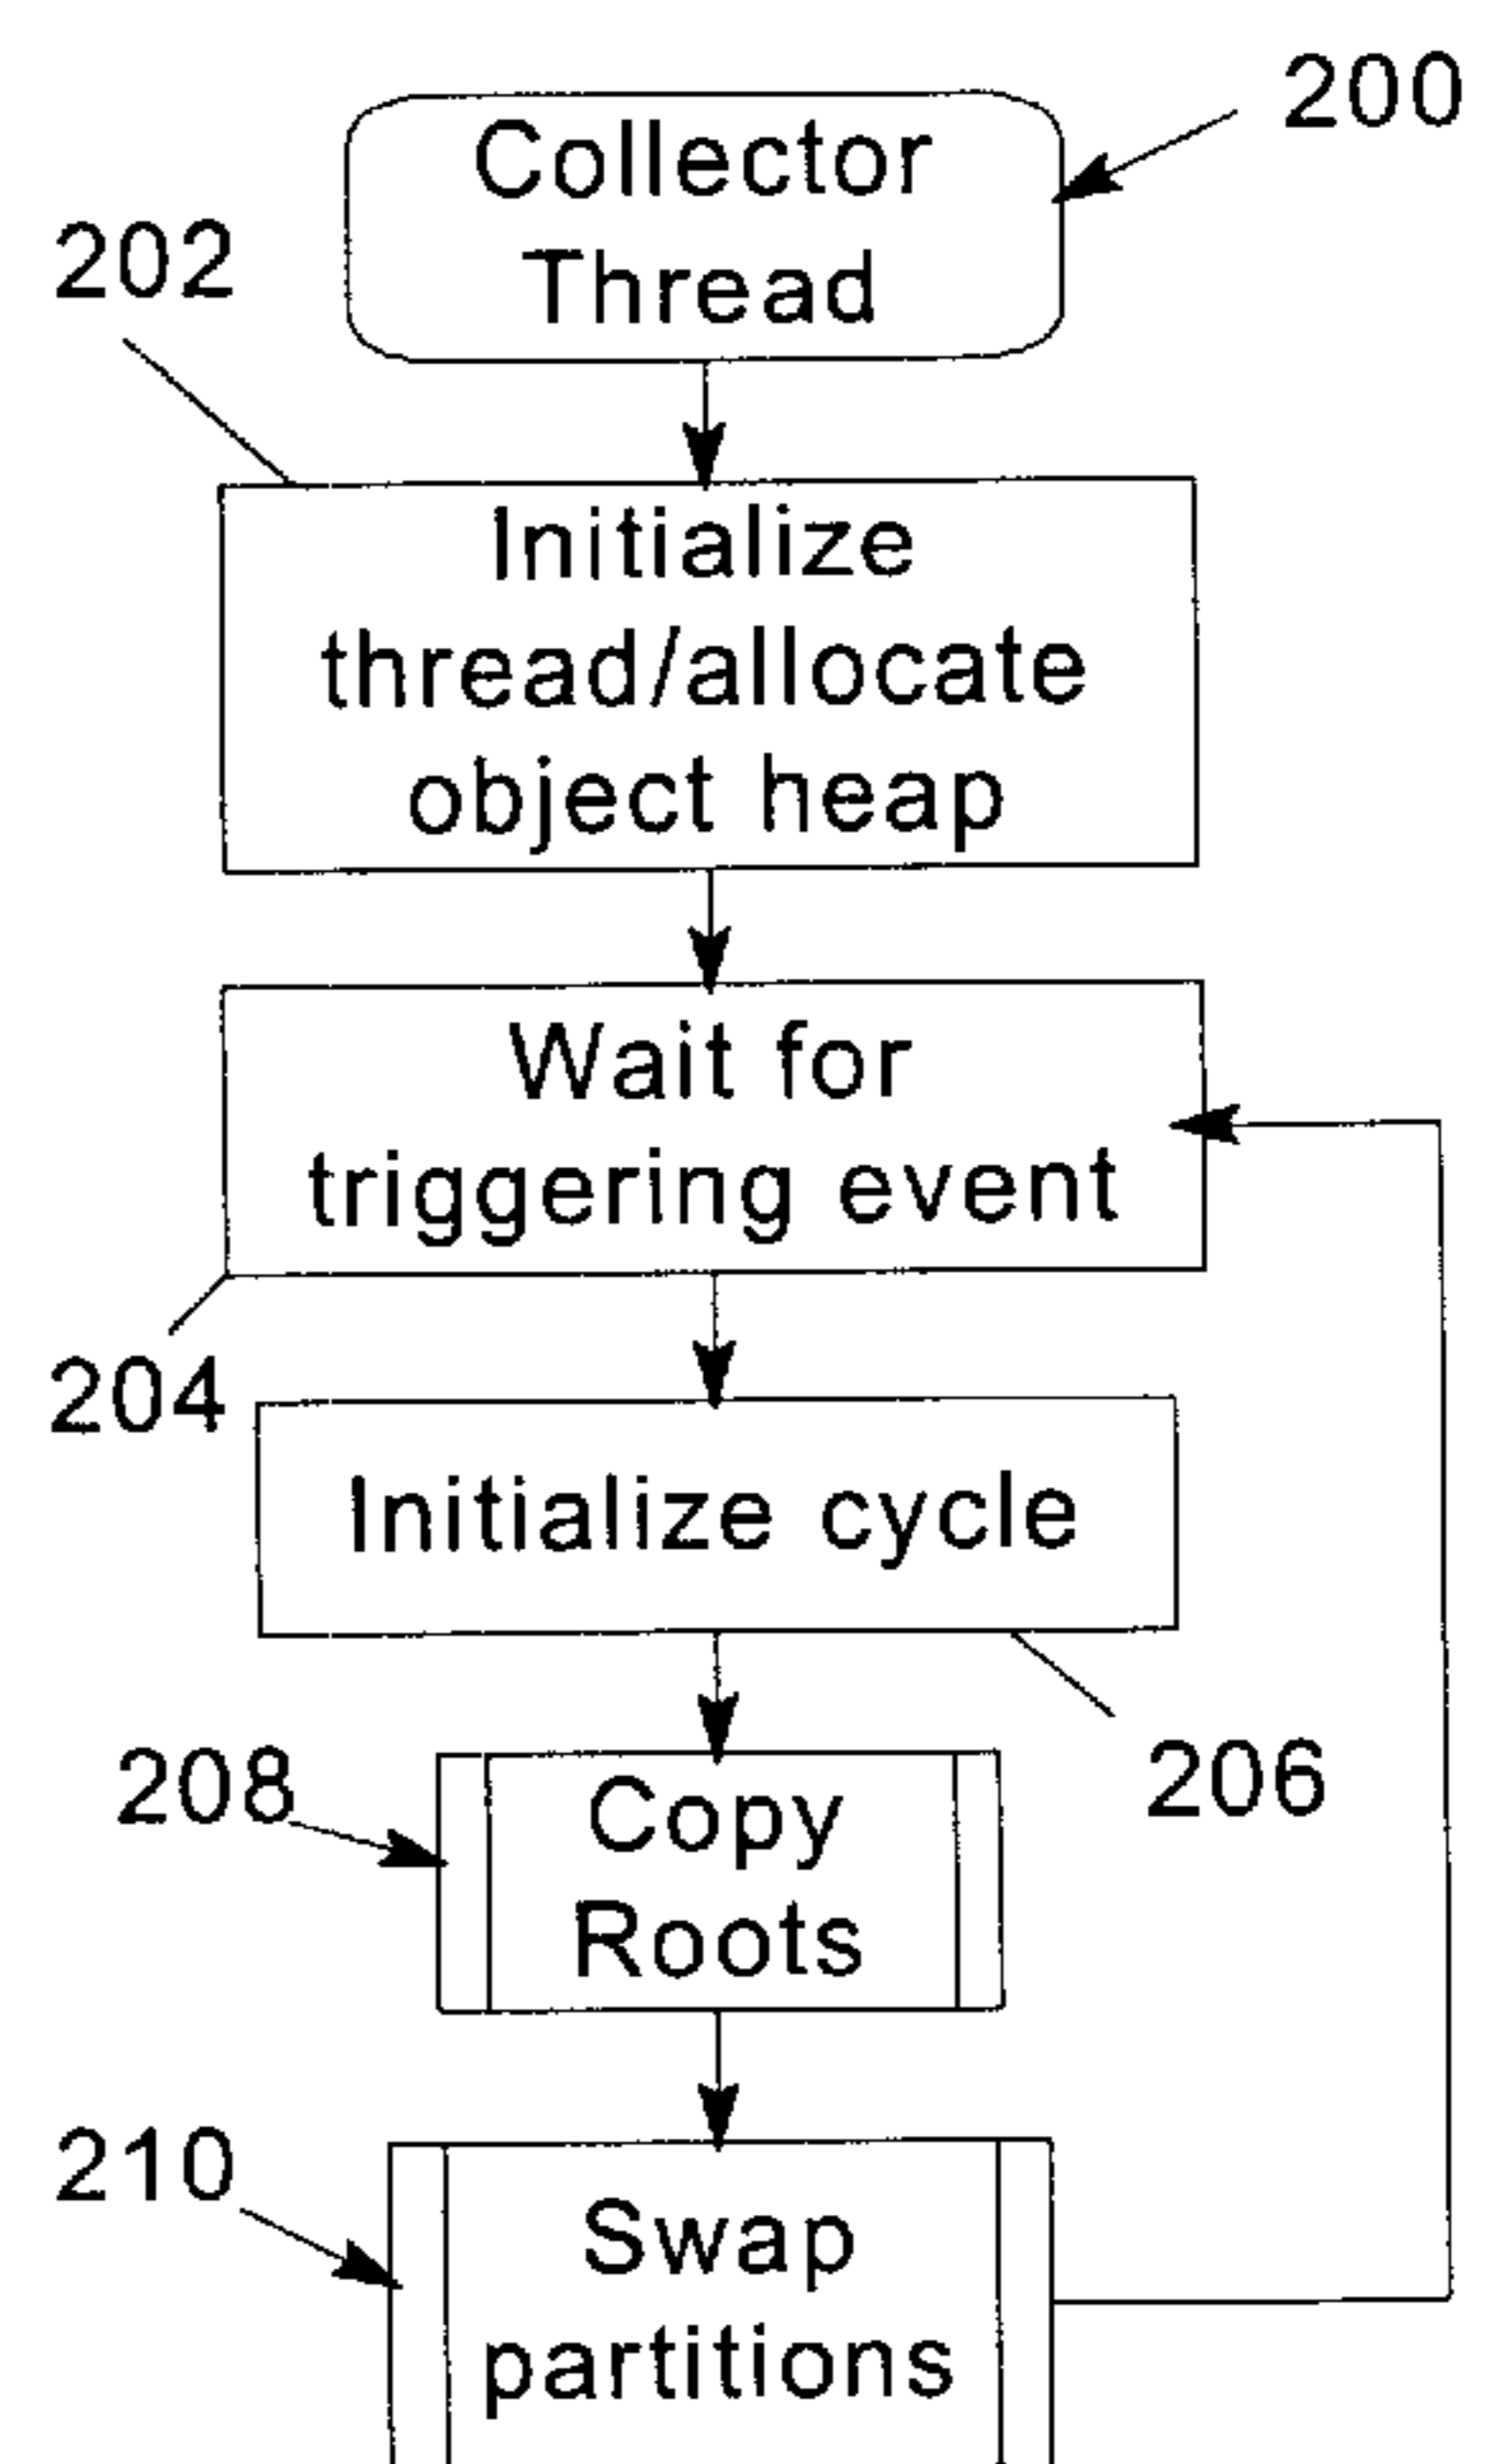 200
Collector
Thread
202
Initialize
thread/allocate
object heap
Wait for
triggering event
204
Initialize cycle
206
208
Copy
Roots
210
Swap
partitions